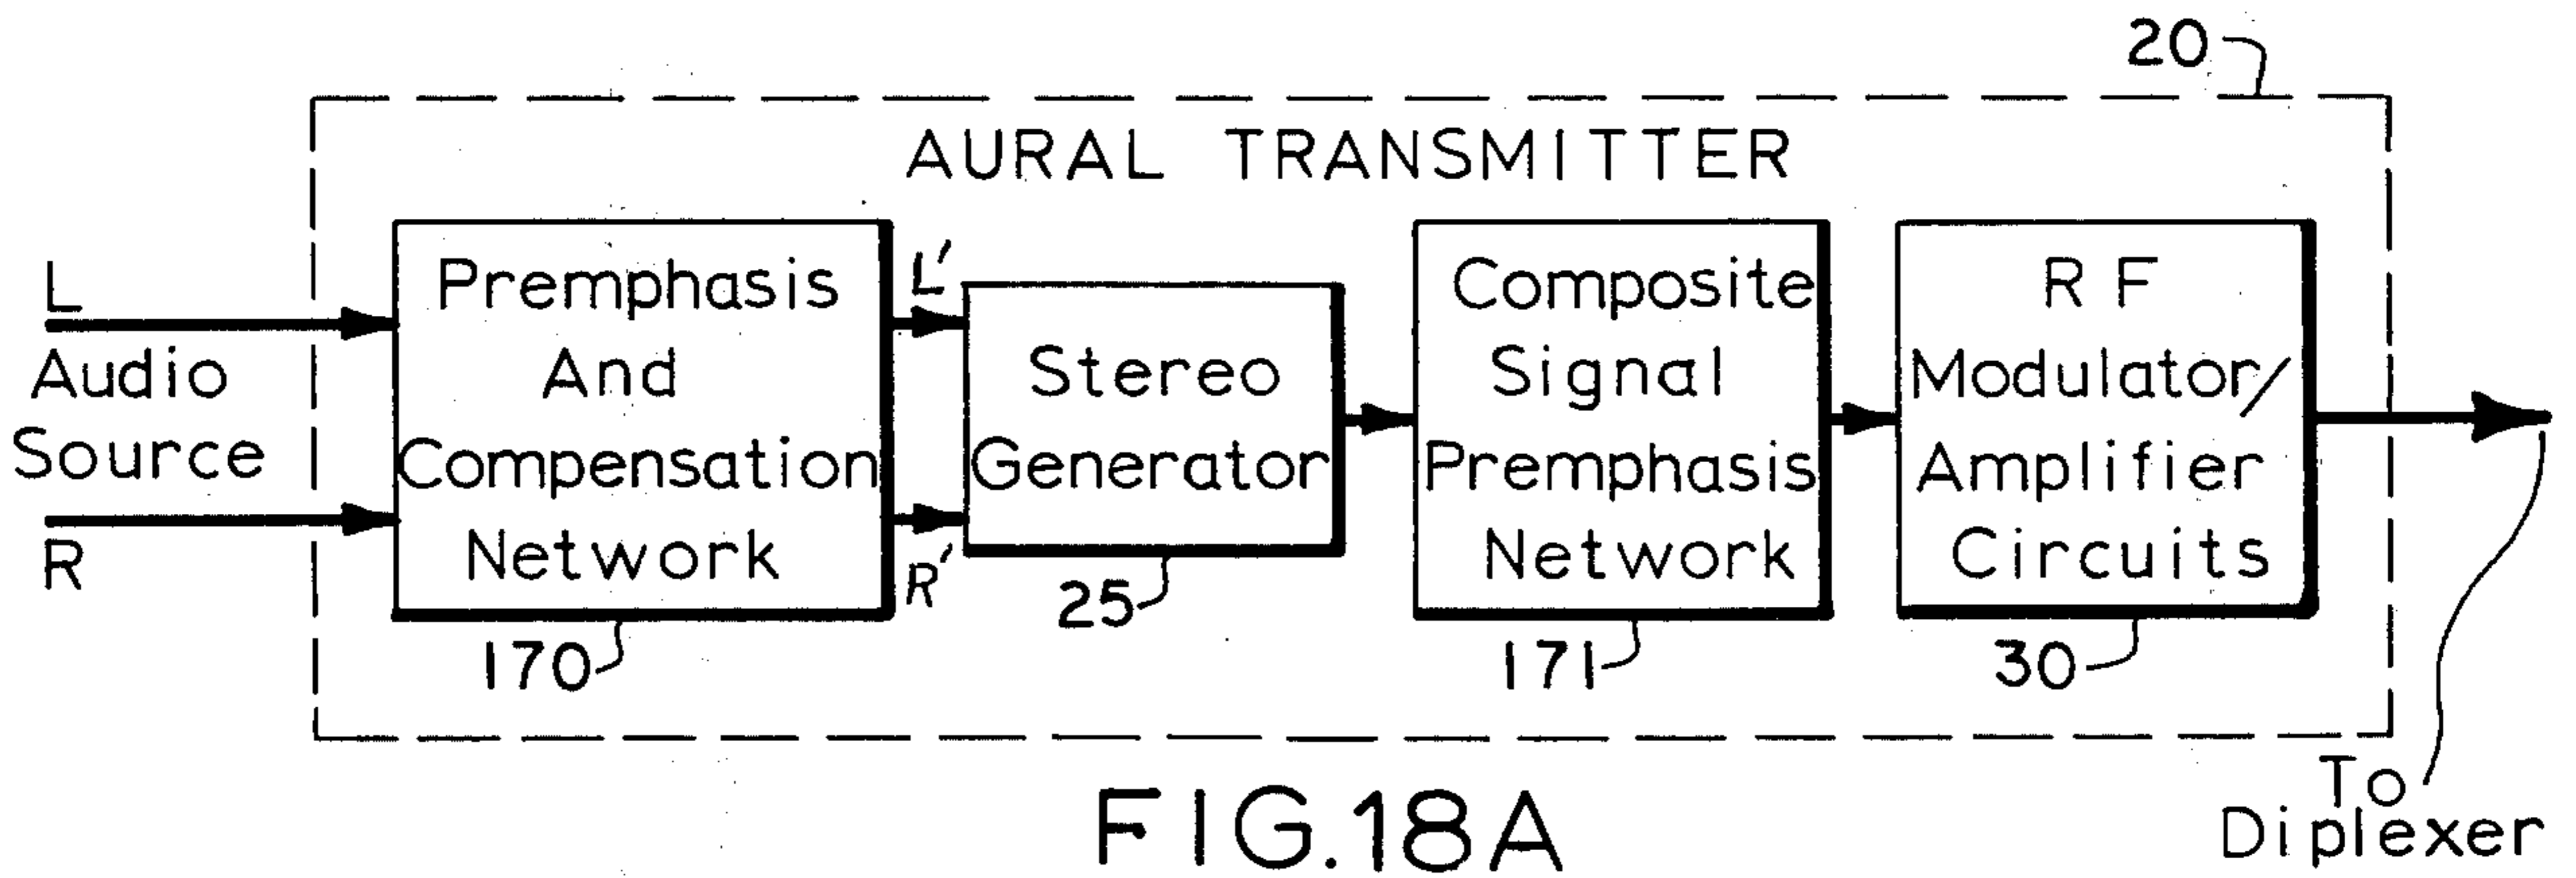 20
AURAL TRANSMITTER
L
Audio
Source
R
Premphasis
And
Compensation
Network
170
L'
R'
Stereo
Generator
25
Composite
Signal
Premphasis
Network
171
RF
Modulator/
Amplifier
Circuits
30
To
Diplexer
FIG.18A